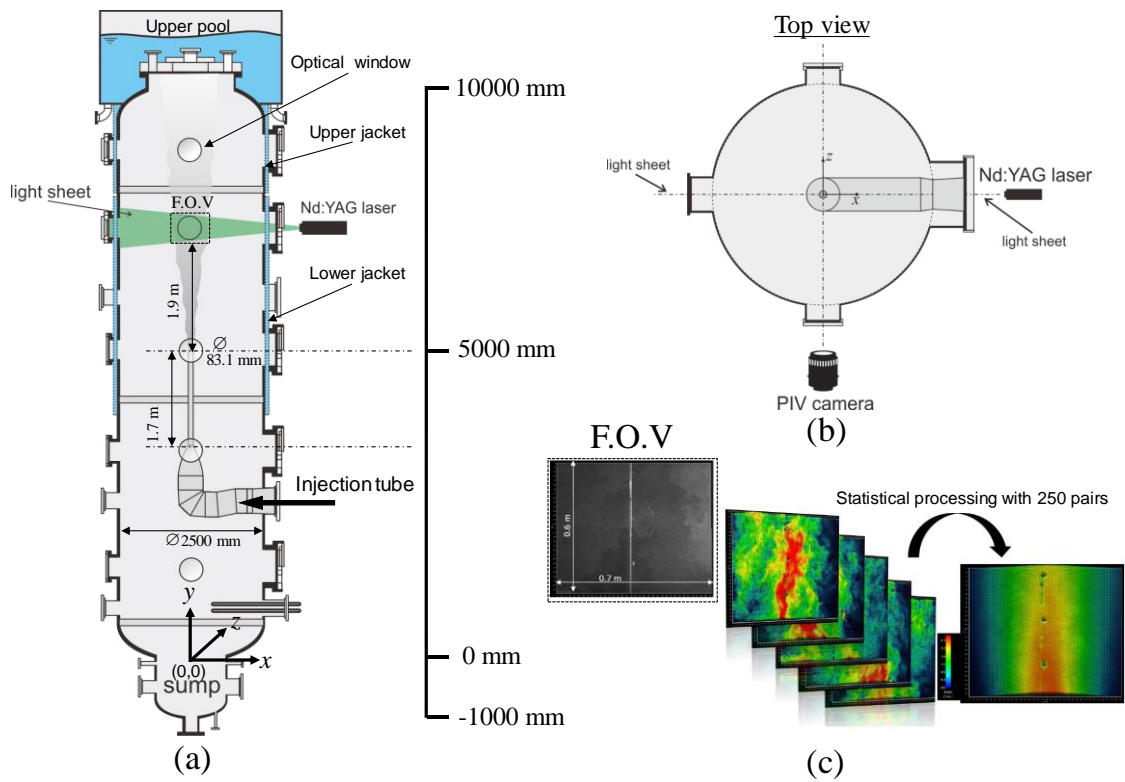 Upper pool
Optical window
Upper jacket
light sheet
F.O.V
Nd:YAG laser
1.9 m
Lower jacket
∅
83.1 mm
1.7 m
Injection tube
∅ 2500 mm
y
z
x
(0,0)
sump
(a)
10000 mm
5000 mm
0 mm
-1000 mm
Top view
z
x
light sheet
Nd:YAG laser
light sheet
PIV camera
(b)
F.O.V
0.6 m
0.7 m
Statistical processing with 250 pairs
(c)